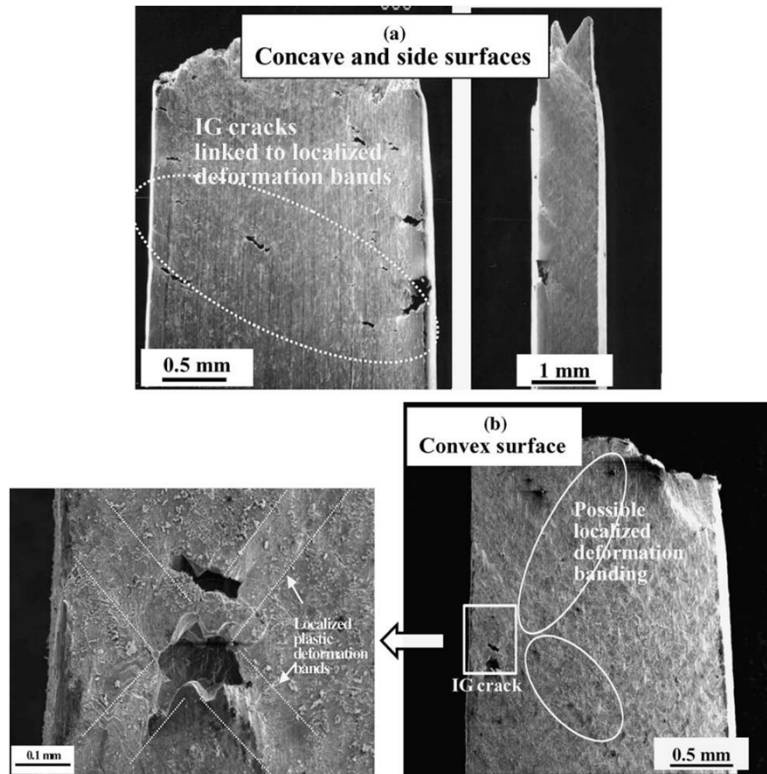 (a)
Concave and side surfaces
IG cracks
linked to localized
deformation bands
0.5 mm
1 mm
(b)
Convex surface
Possible
localized
deformation
banding
IG crack
0.5 mm
Localized
plastic
deformation
bands
0.1 mm